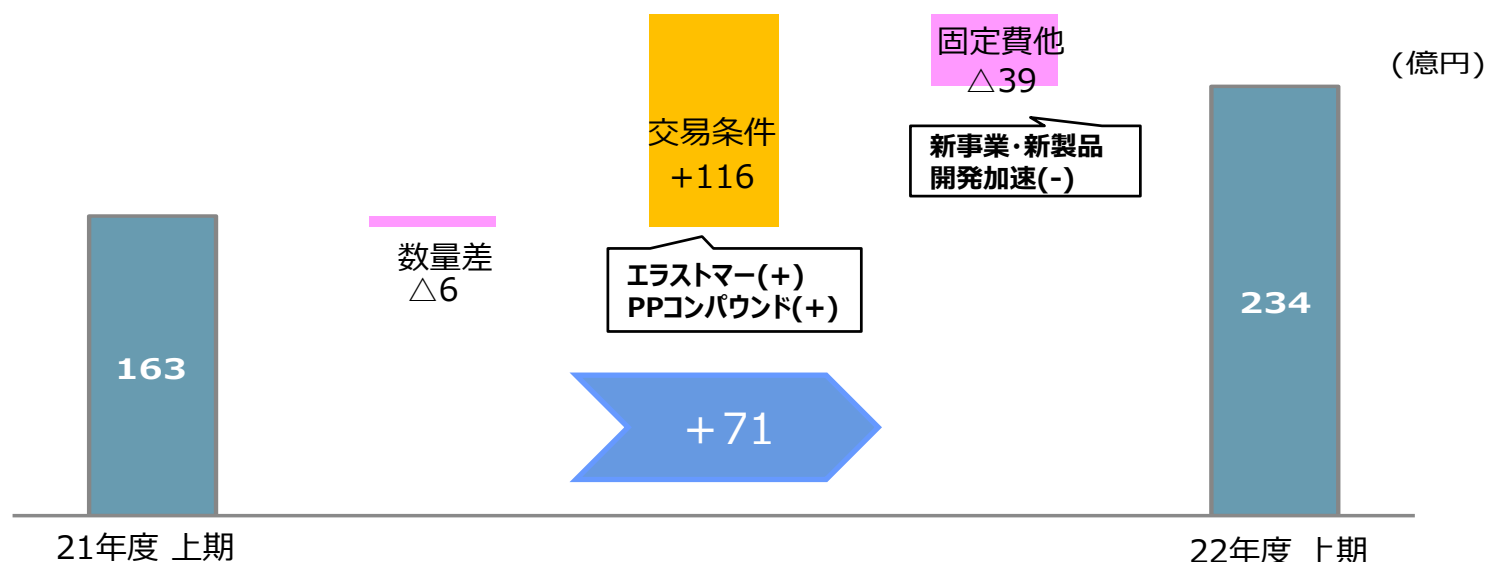 固定費他
△39
(億円)
交易条件
+116
新事業・新製品
開発加速(-)
数量差
△6
エラストマー(+)
PPコンパウンド(+)
163
234
＋71
21年度 上期
22年度 上期